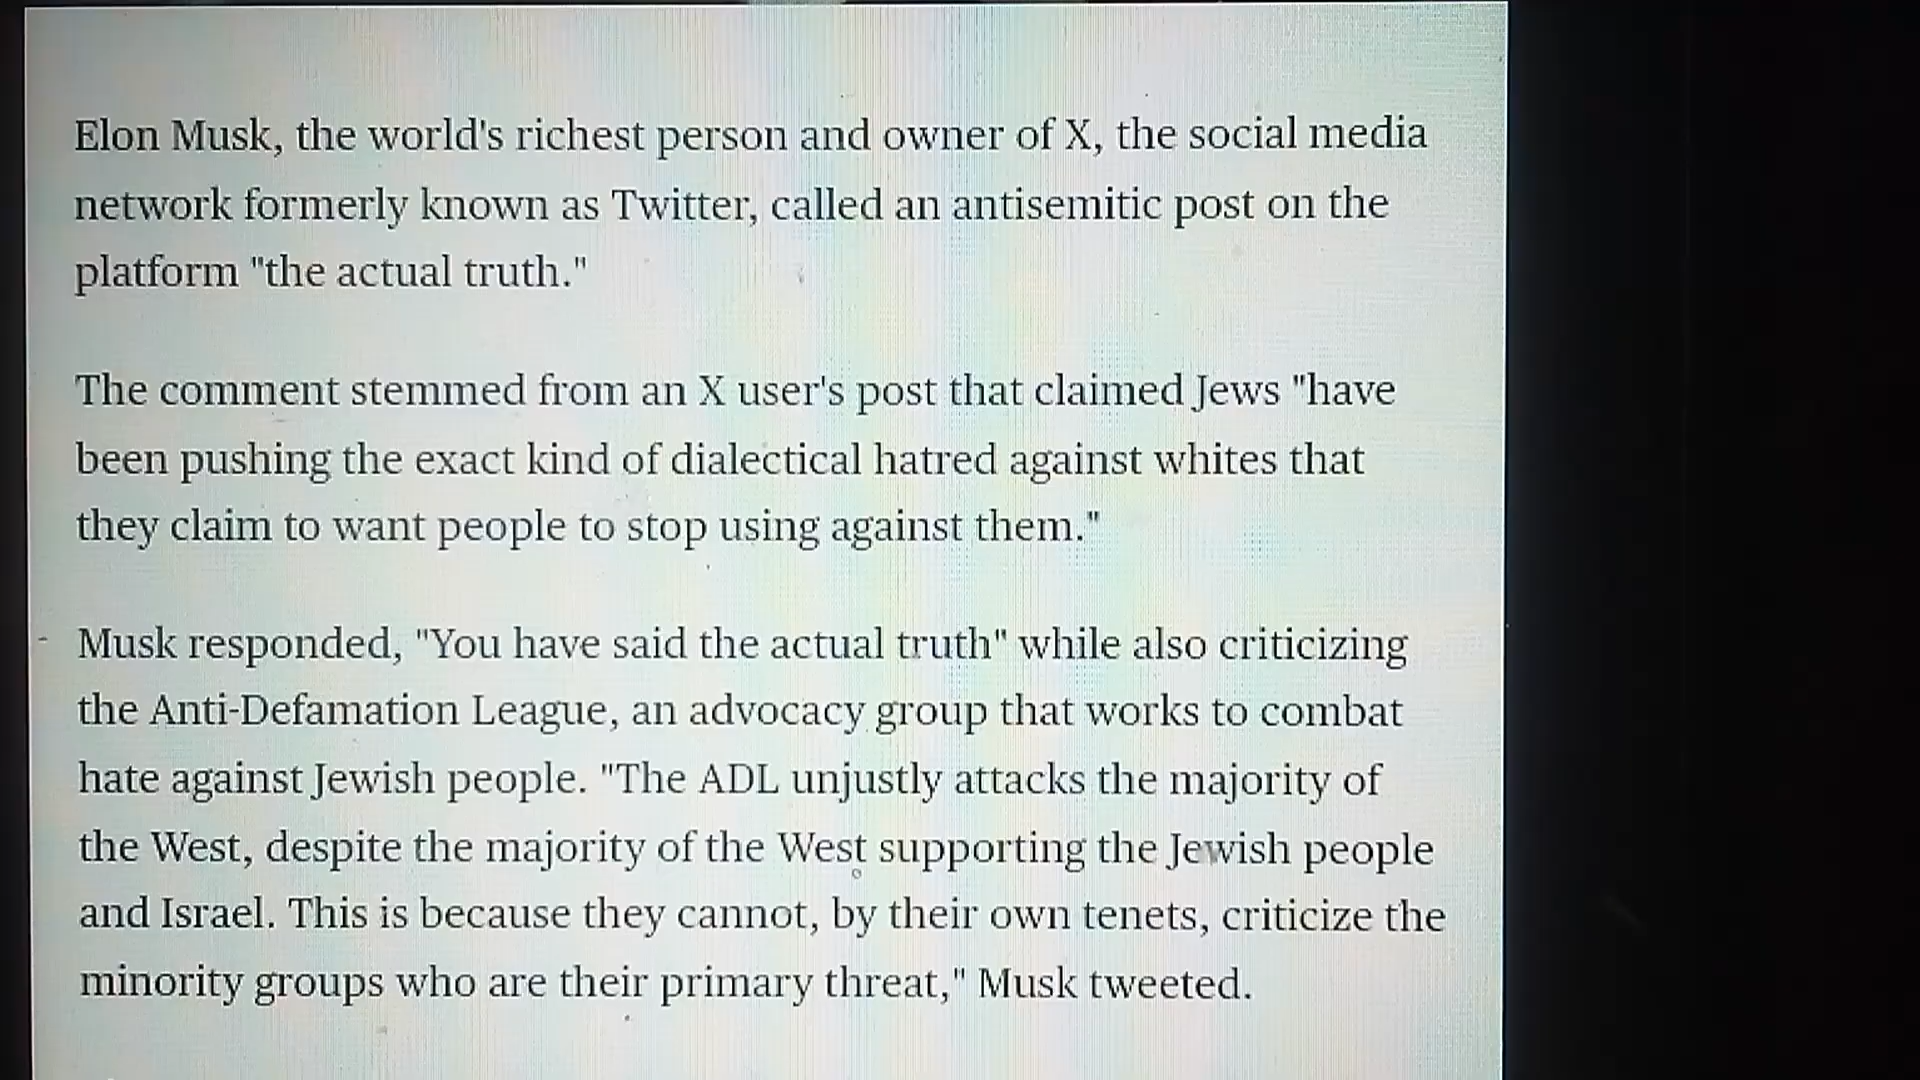 Elon Musk, the world's richest person and owner of X, the social media
network formerly known as Twitter, called an antisemitic post on the
platform "the actual truth."
The comment stemmed from an X user's post that claimed Jews "have
been pushing the exact kind of dialectical hatred against whites that
they claim to want people to stop using against them."
Musk responded, "You have said the actual truth" while also criticizing
the Anti-Defamation League, an advocacy group that works to combat
hate against Jewish people. "The ADL unjustly attacks the majority of
the West, despite the majority of the West supporting the Jewish people
and Israel. This is because they cannot, by their own tenets, criticize the
minority groups who are their primary threat," Musk tweeted.